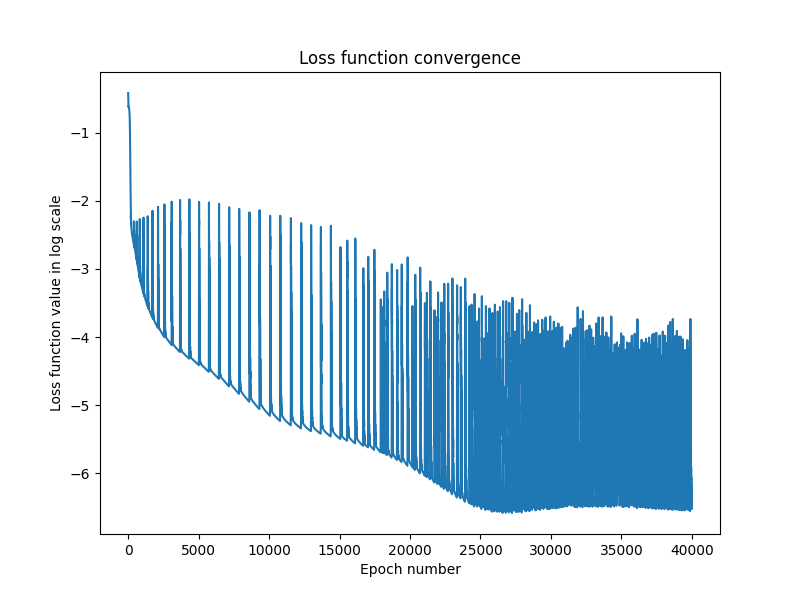 Loss function convergence
Loss function value in log scale
−1
−2
−3
−4
−5
−6
0 5000 10000 15000 20000 25000 30000 35000 40000
Epoch number